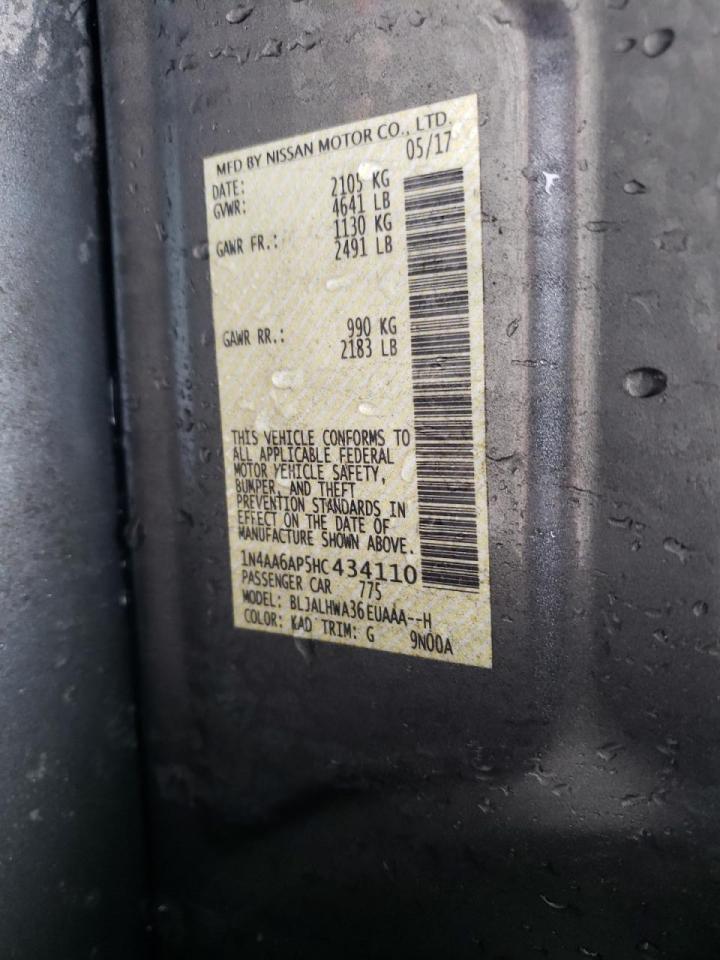 MFD BY NISSAN MOTOR CO., LTD.
DATE: 05/17
GVWR: 2105 KG
4641 LB
GAWR FR.: 1130 KG
2491 LB
GAWR RR.: 990 KG
2183 LB
THIS VEHICLE CONFORMS TO
ALL APPLICABLE FEDERAL
MOTOR VEHICLE SAFETY,
BUMPER, AND THEFT
PREVENTION STANDARDS IN
EFFECT ON THE DATE OF
MANUFACTURE SHOWN ABOVE.
1N4AA6AP5HC434110
PASSENGER CAR 775
MODEL: BLJALHWA36EUAAA--H
COLOR: KAD TRIM: G 9N00A